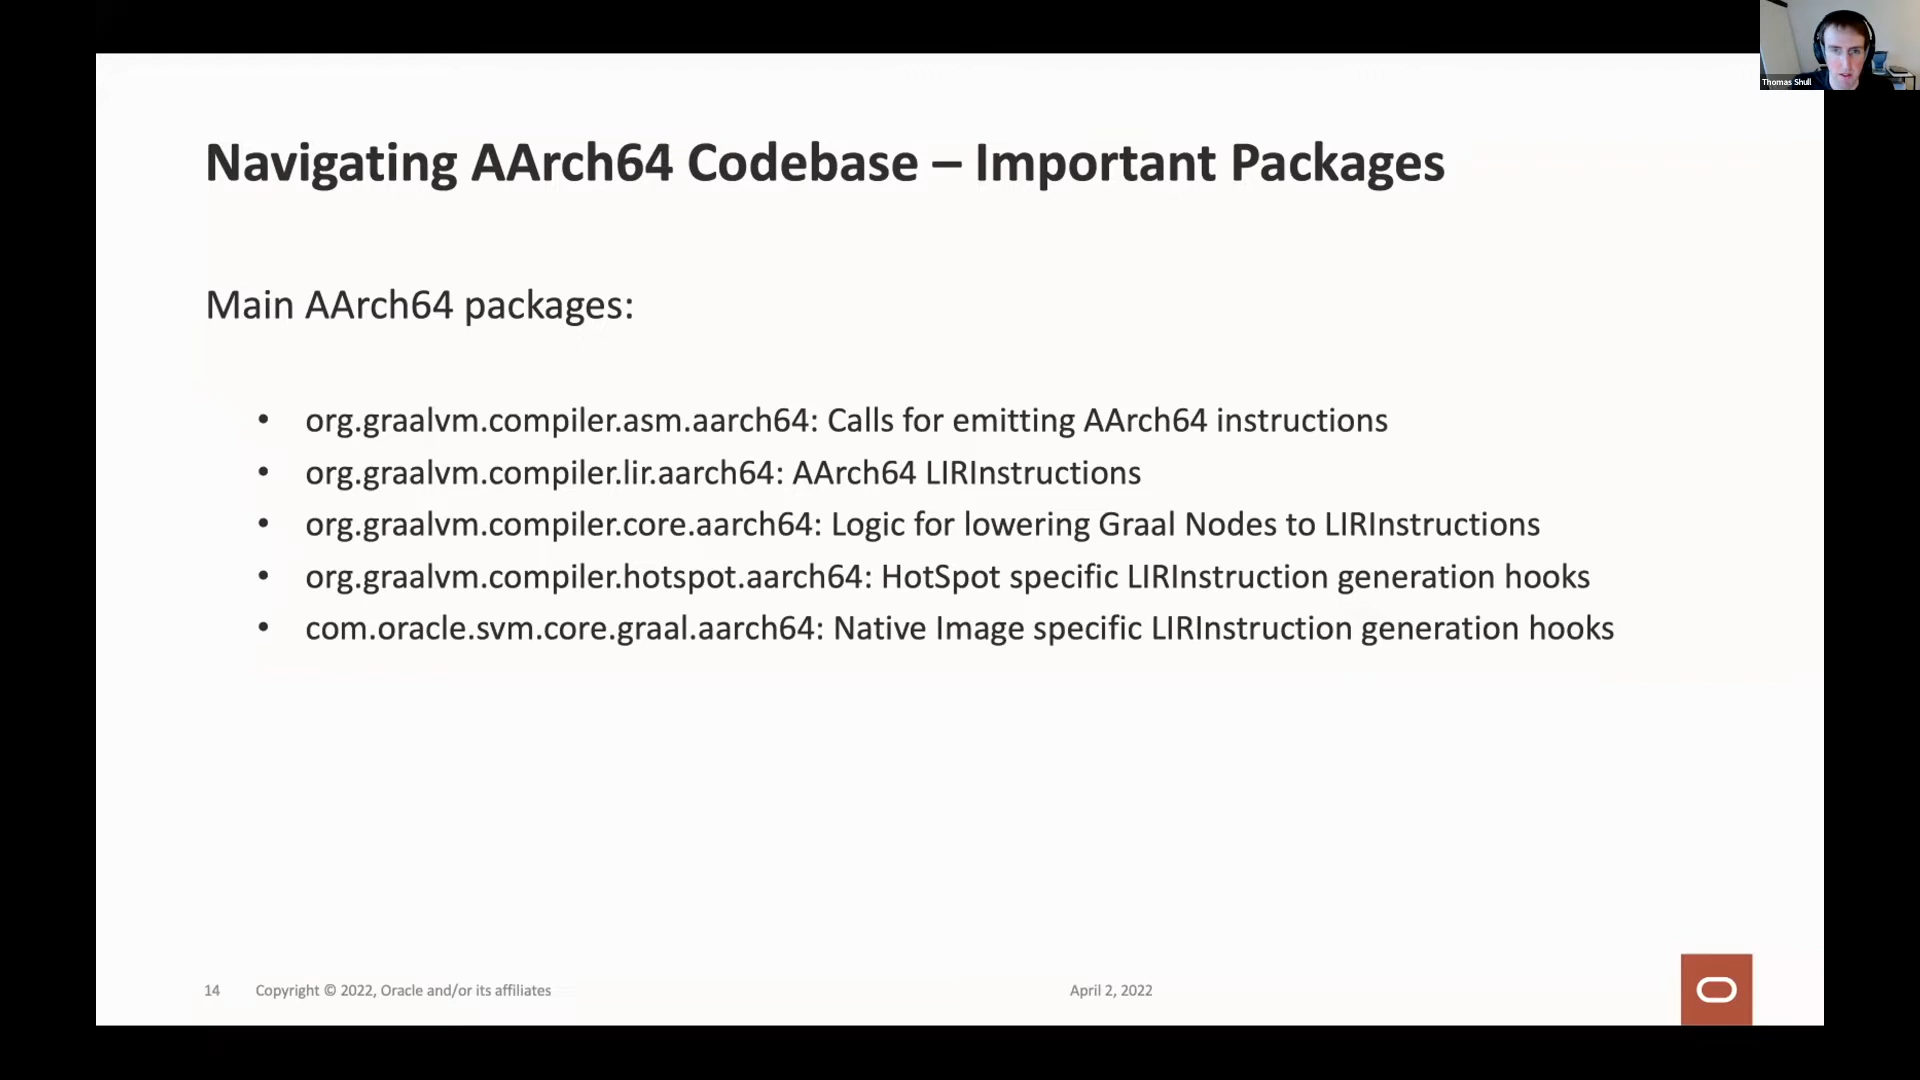 Thomas Shull
Navigating AArch64 Codebase – Important Packages
Main AArch64 packages:
• org.graalvm.compiler.asm.aarch64: Calls for emitting AArch64 instructions
• org.graalvm.compiler.lir.aarch64: AArch64 LIRInstructions
• org.graalvm.compiler.core.aarch64: Logic for lowering Graal Nodes to LIRInstructions
• org.graalvm.compiler.hotspot.aarch64: HotSpot specific LIRInstruction generation hooks
• com.oracle.svm.core.graal.aarch64: Native Image specific LIRInstruction generation hooks
14 Copyright © 2022, Oracle and/or its affiliates April 2, 2022